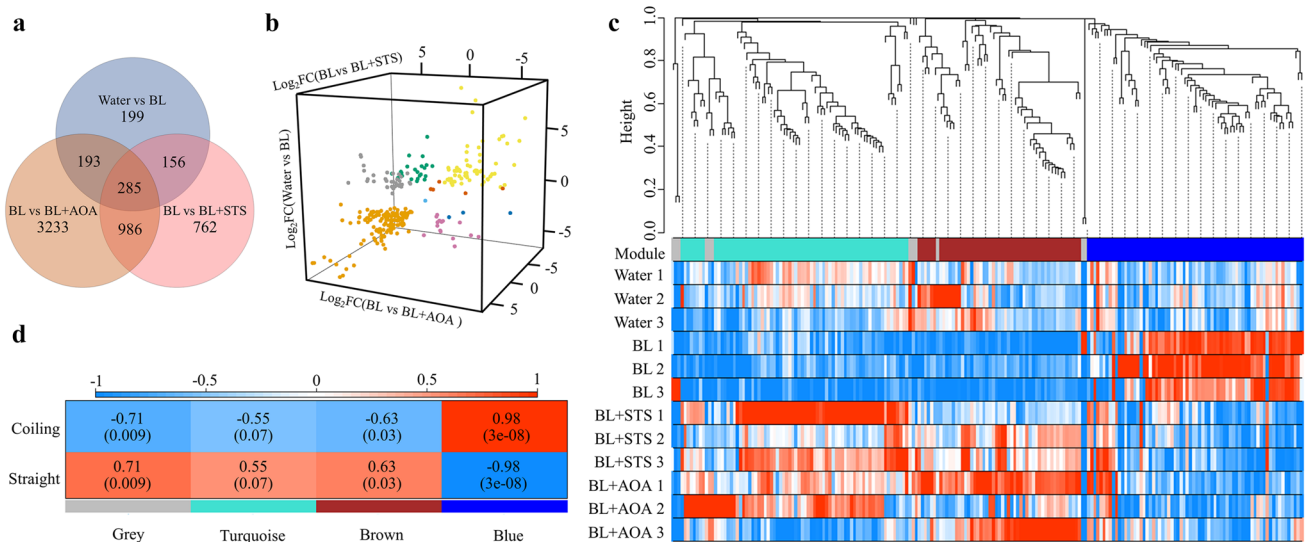 a
Water vs BL
199
193
156
285
BL vs BL+AOA
3233
BL vs BL+STS
762
986
b
Log2FC(BLvs BL+STS)
5
0
-5
Log2FC(Water vs BL)
5
0
-5
Log2FC(BL vs BL+AOA )
-5
0
5
c
Height
1.0
0.8
0.6
0.4
0.2
0.0
Module
Water 1
Water 2
Water 3
BL 1
BL 2
BL 3
BL+STS 1
BL+STS 2
BL+STS 3
BL+AOA 1
BL+AOA 2
BL+AOA 3
d
-1 -0.5 0 0.5 1
Coiling
-0.71 -0.55 -0.63 0.98
(0.009) (0.07) (0.03) (3e-08)
Straight
0.71 0.55 0.63 -0.98
(0.009) (0.07) (0.03) (3e-08)
Grey Turquoise Brown Blue